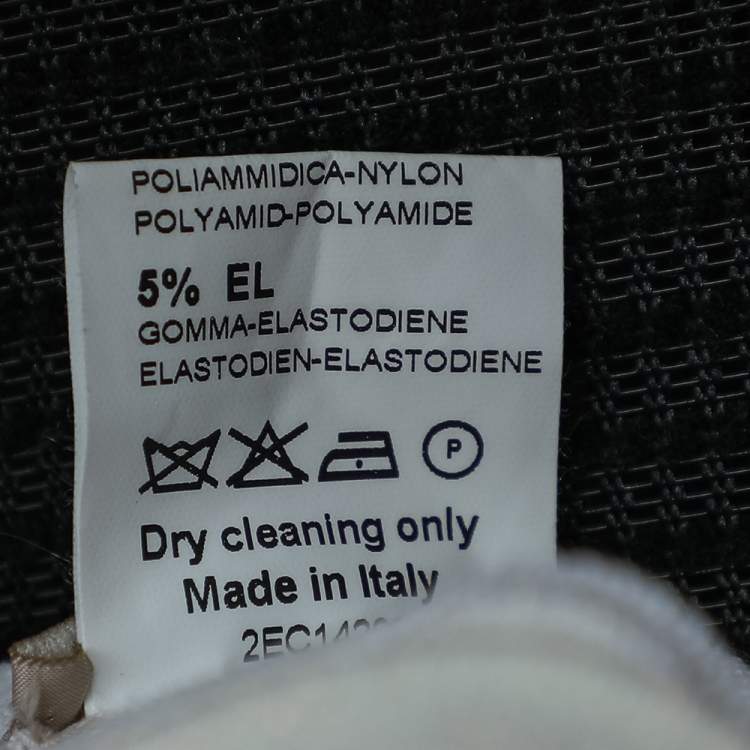 POLIAMMIDICA-NYLON
POLYAMID-POLYAMIDE
5% EL
GOMMA-ELASTODIENE
ELASTODIEN-ELASTODIENE
P
Dry cleaning only
Made in Italy